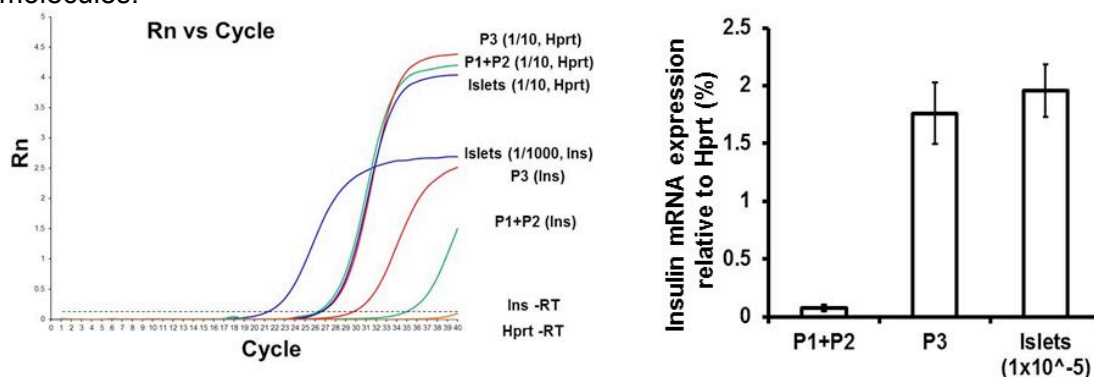 molecules.
Rn vs Cycle
5
4.5
4
3.5
3
2.5
2
1.5
1
0.5
0
Rn
0 1 2 3 4 5 6 7 8 9 10 11 12 13 14 15 16 17 18 19 20 21 22 23 24 25 26 27 28 29 30 31 32 33 34 35 36 37 38 39 40
Cycle
P3 (1/10, Hprt)
P1+P2 (1/10, Hprt)
Islets (1/10, Hprt)
Islets (1/1000, Ins)
P3 (Ins)
P1+P2 (Ins)
Ins -RT
Hprt -RT
Insulin mRNA expression
relative to Hprt (%)
2.5
2
1.5
1
0.5
0
P1+P2
P3
Islets
(1x10^-5)